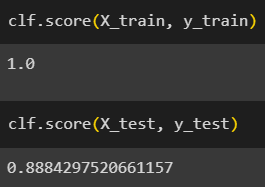 clf.score(X_train, y_train)
1.0
clf.score(X_test, y_test)
0.8884297520661157